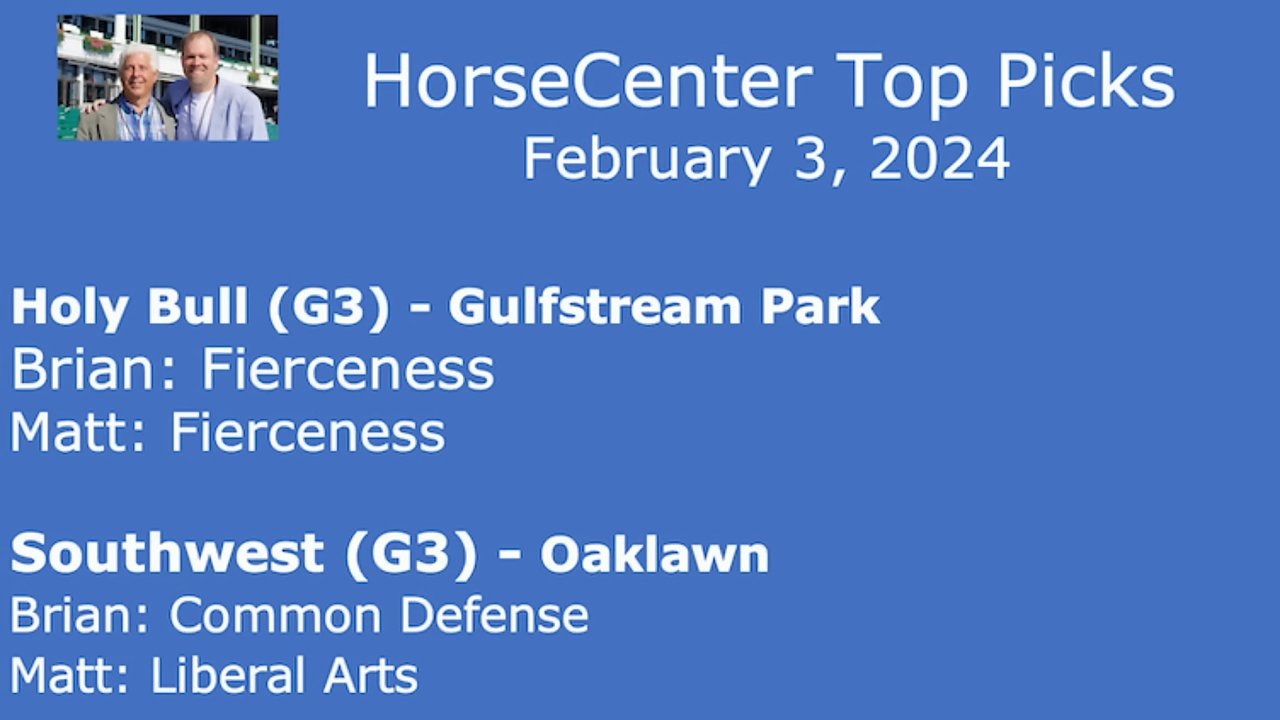 HorseCenter Top Picks
February 3, 2024
Holy Bull (G3) - Gulfstream Park
Brian: Fierceness
Matt: Fierceness
Southwest (G3) - Oaklawn
Brian: Common Defense
Matt: Liberal Arts